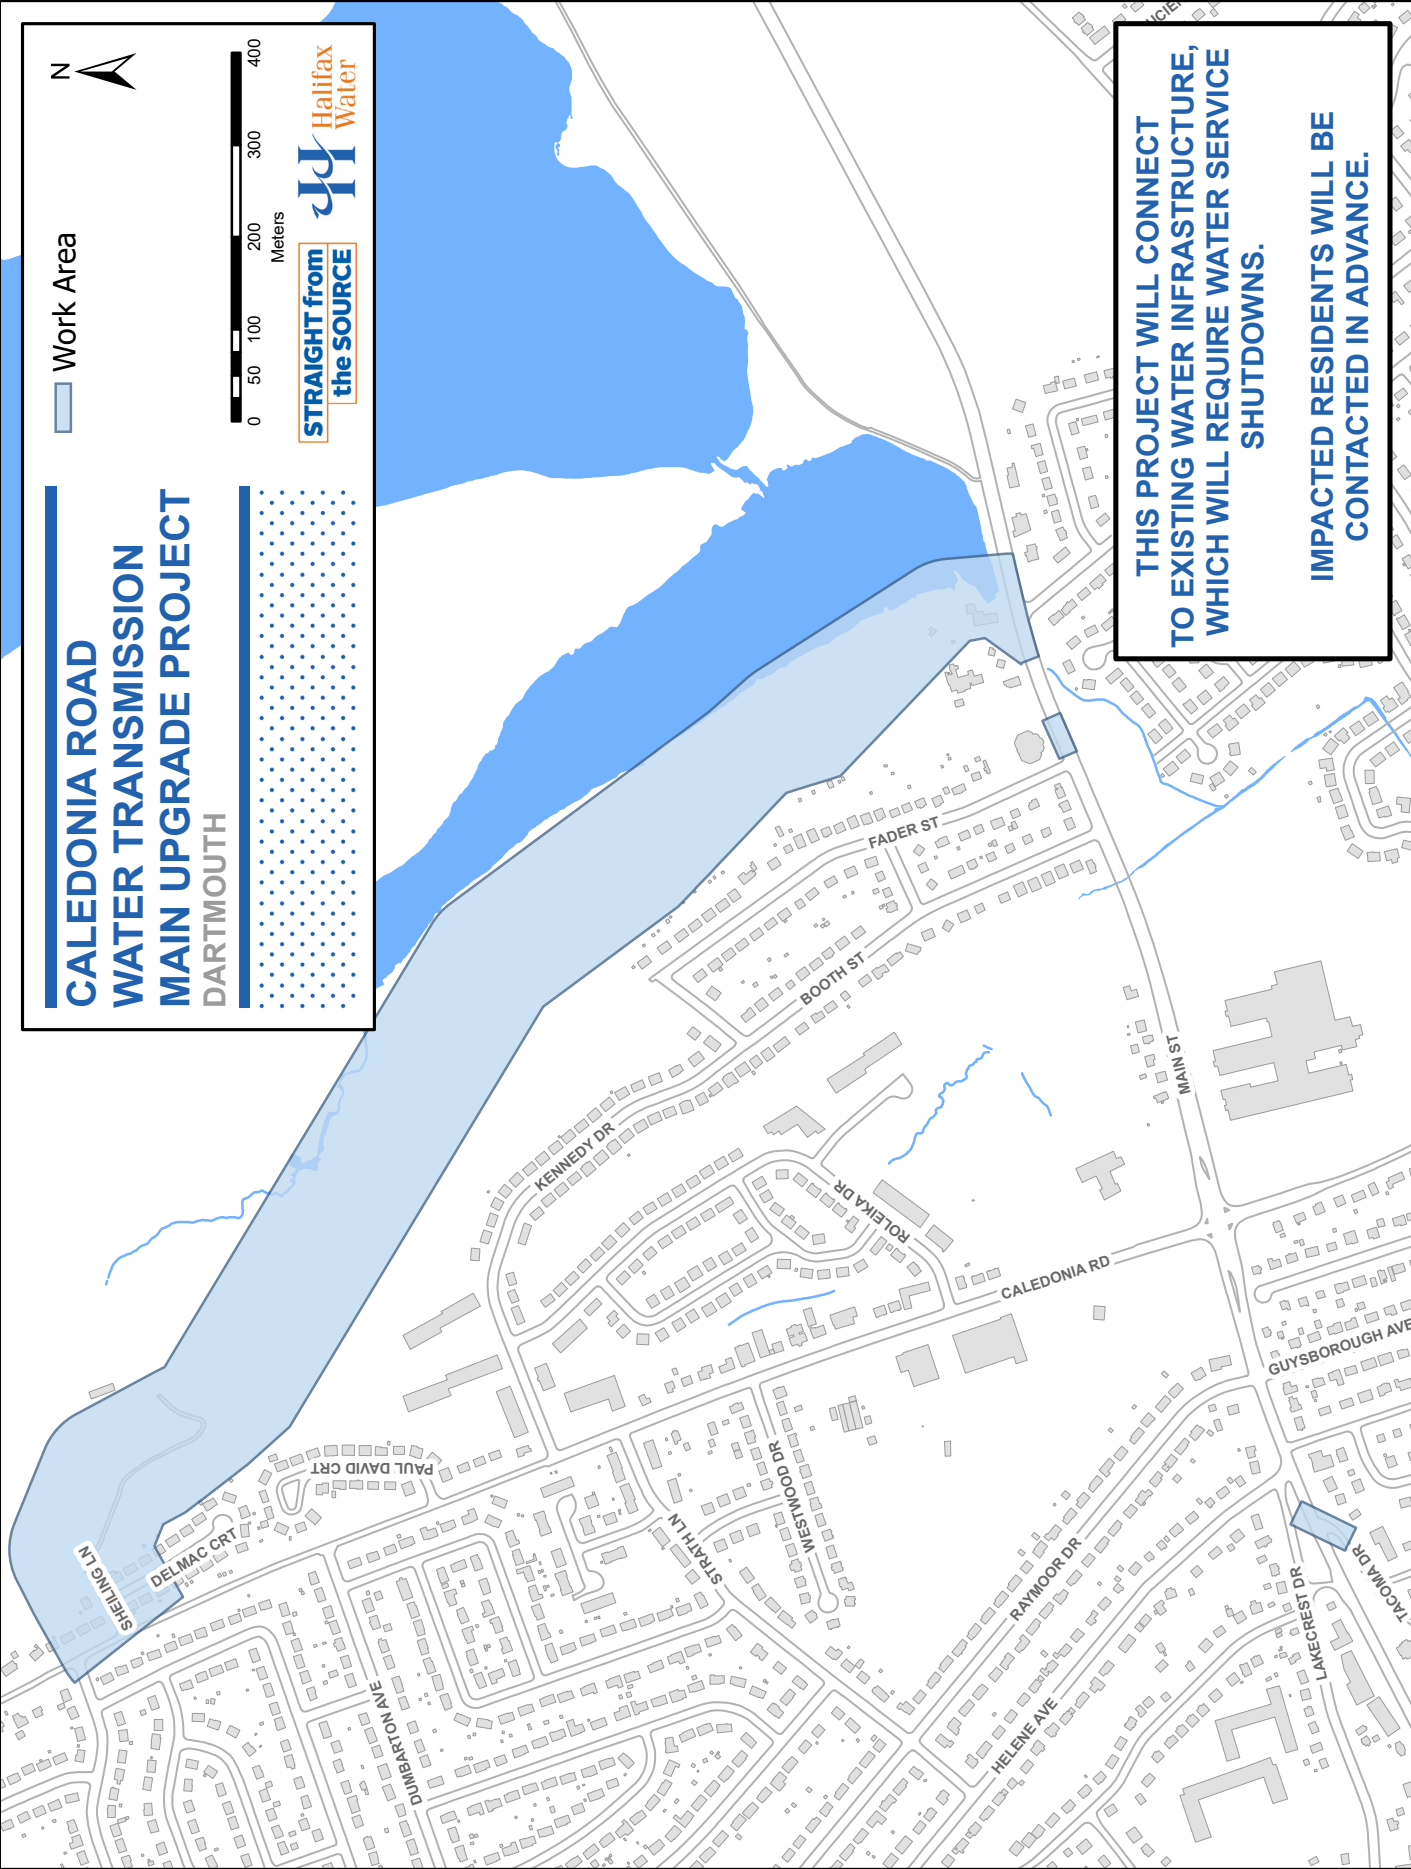 CALEDONIA ROAD
WATER TRANSMISSION
MAIN UPGRADE PROJECT
DARTMOUTH
Work Area
N
0 50 100 200 300 400
Meters
STRAIGHT from
the SOURCE
Halifax
Water
THIS PROJECT WILL CONNECT
TO EXISTING WATER INFRASTRUCTURE,
WHICH WILL REQUIRE WATER SERVICE
SHUTDOWNS.
IMPACTED RESIDENTS WILL BE
CONTACTED IN ADVANCE.
SHEILING LN
DELMAC CRT
PAUL DAVID CRT
KENNEDY DR
BOOTH ST
FADER ST
ROLEIKA DR
CALEDONIA RD
MAIN ST
DUMBARTON AVE
STRATH LN
WESTWOOD DR
RAYMOOR DR
HELENE AVE
GUYSBOROUGH AVE
LAKECREST DR
TACOMA DR